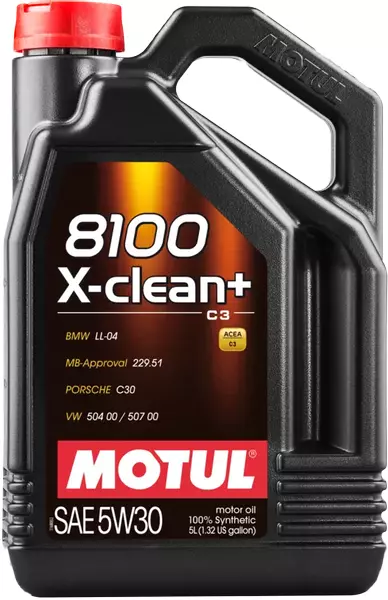 MOTUL
8100
X-clean+
C3
BMW LL-04
ACEA
03
MB-Approval 229.51
PORSCHE C30
VW 504 00 / 507 00
MOTUL
SAE 5W30
motor oil
100% Synthetic
5L (1.32 US gallon)